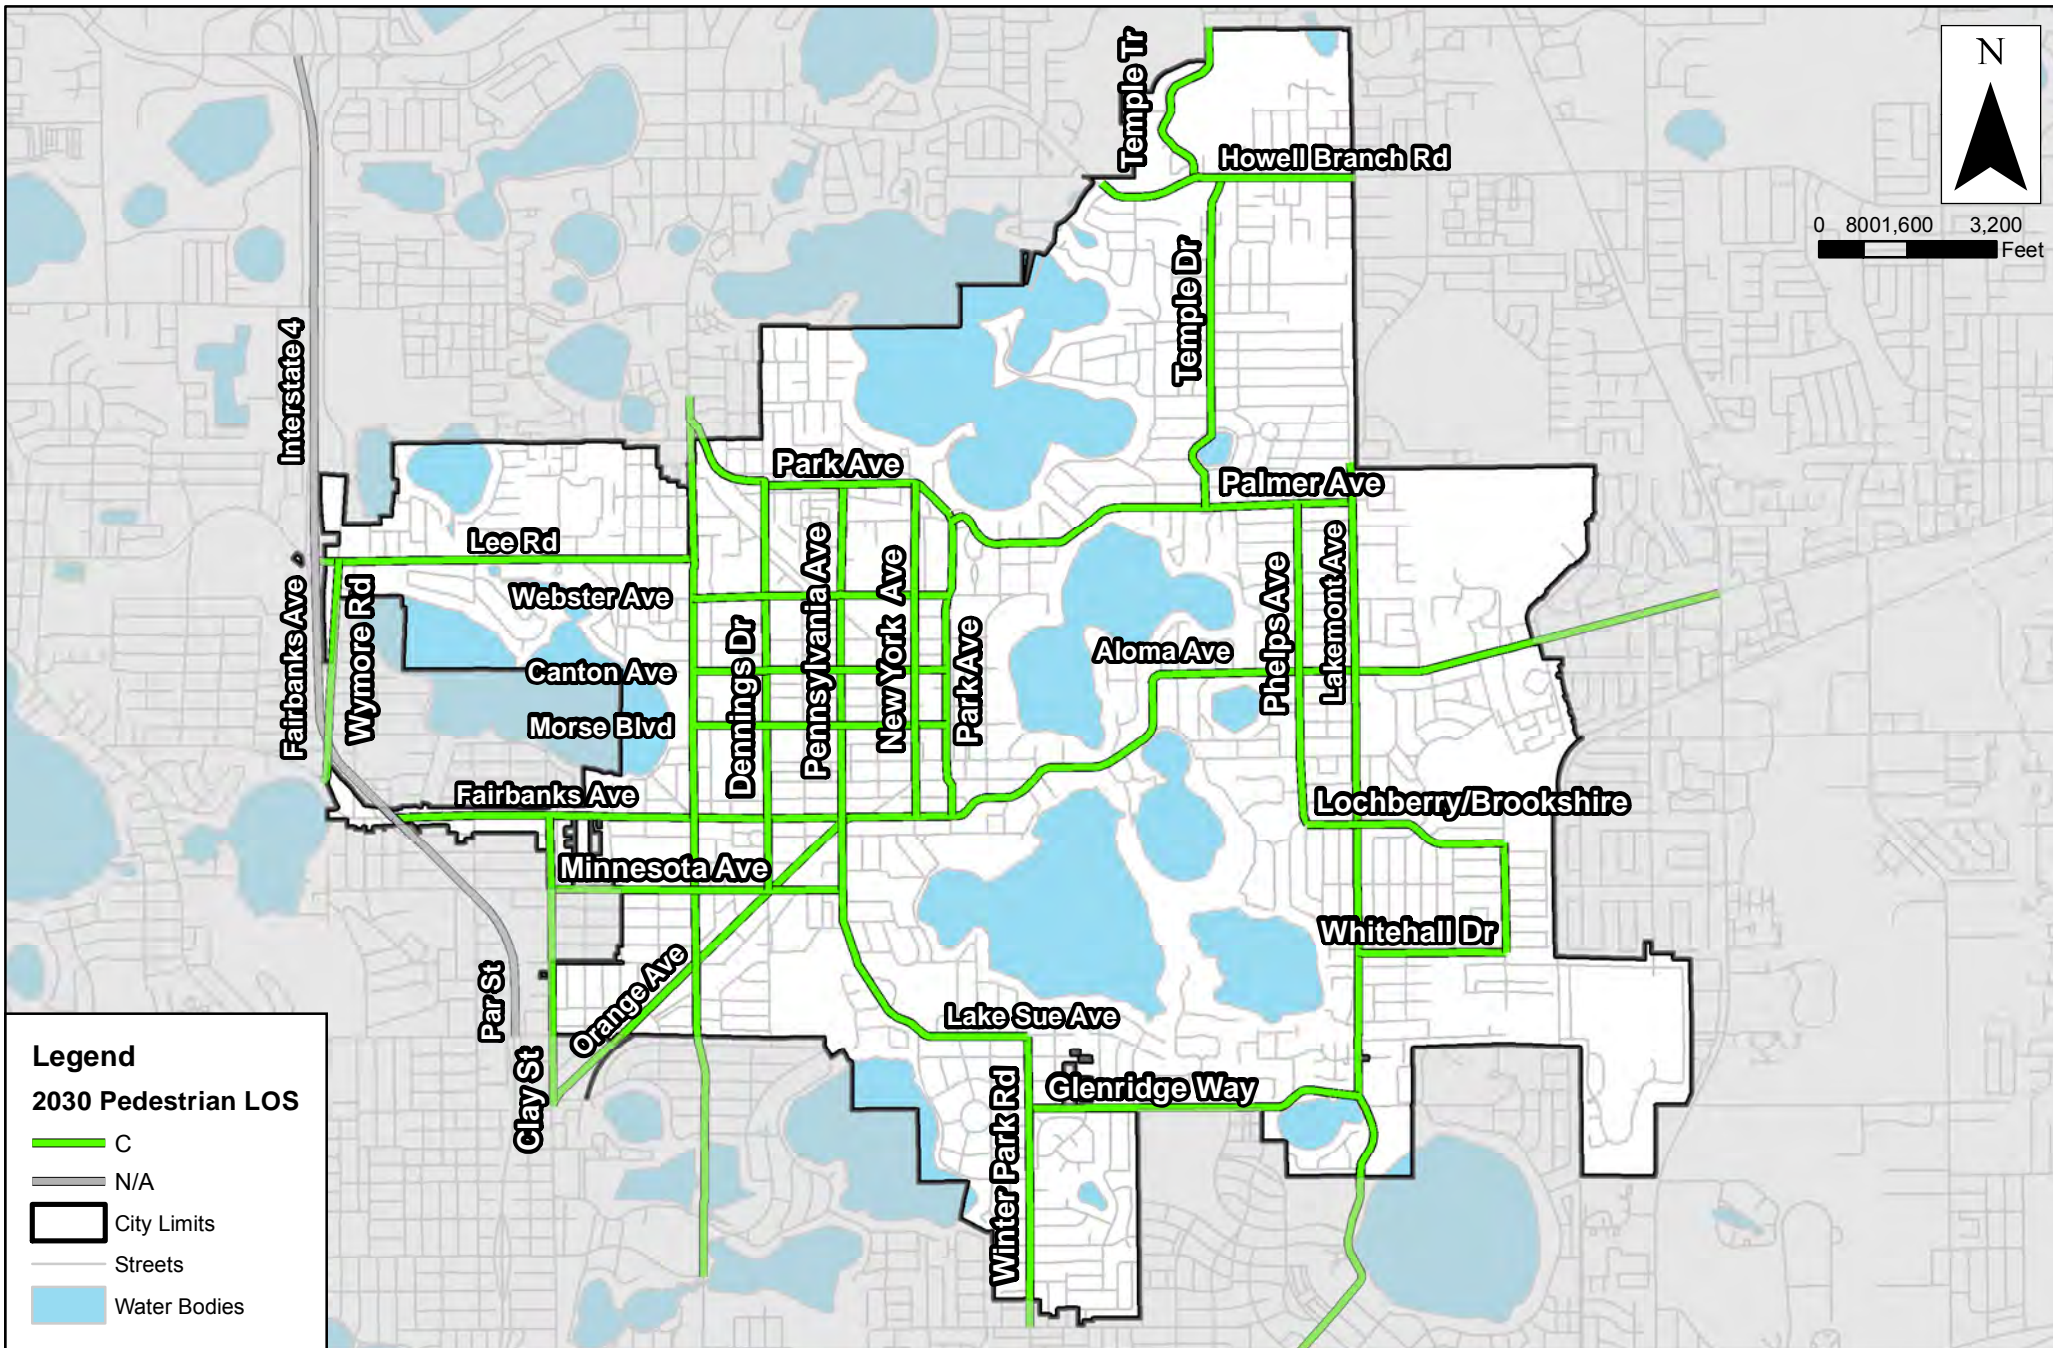 N
0 8001,600 3,200
Feet
Temple Tr
Howell Branch Rd
Temple Dr
Interstate 4
Park Ave
Palmer Ave
Lee Rd
Webster Ave
Fairbanks Ave
Wymore Rd
Canton Ave
Morse Blvd
Dennings Dr
Pennsylvania Ave
New York Ave
Park Ave
Aloma Ave
Phelps Ave
Lakemont Ave
Fairbanks Ave
Lochberry/Brookshire
Minnesota Ave
Whitehall Dr
Orange Ave
Par St
Clay St
Lake Sue Ave
Glenridge Way
Winter Park Rd
Legend
2030 Pedestrian LOS
C
N/A
City Limits
Streets
Water Bodies